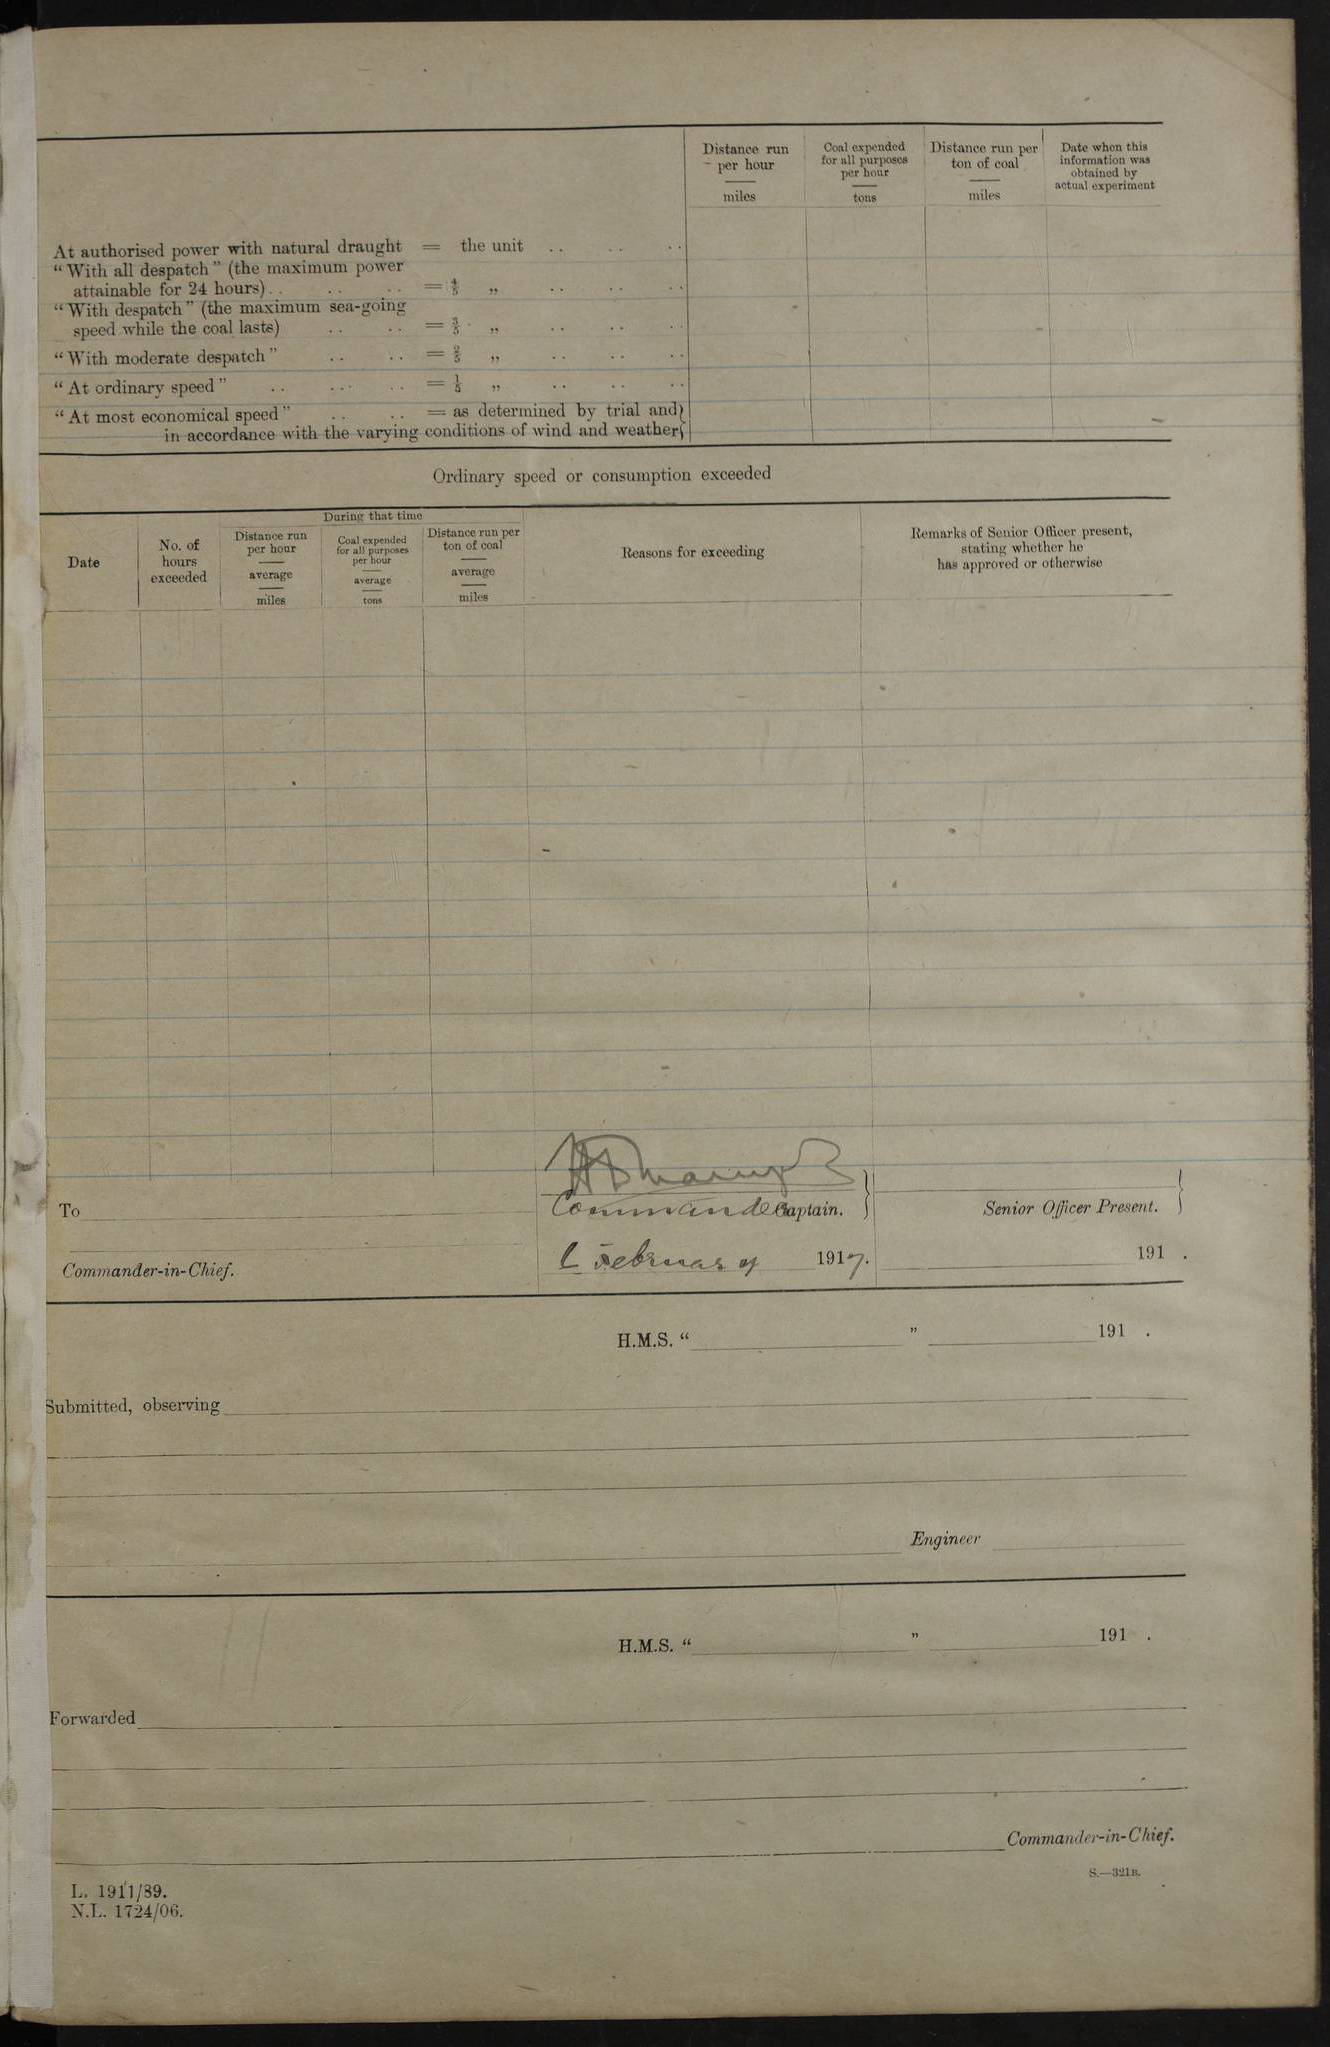 Distance run per hour miles
Coal expended for all purposes per hour tons
Distance run per ton of coal miles
Date when this information was obtained by actual experiment
At authorised power with natural draught = the unit .. .. ..
“With all despatch” (the maximum power
attainable for 24 hours) .. .. .. = 4/5 „ .. .. ..
“With despatch” (the maximum sea-going
speed while the coal lasts) .. .. = 3/5 „ .. .. ..
“With moderate despatch” .. .. = 2/5 „ .. .. ..
“At ordinary speed” .. .. .. = 1/5 „ .. .. ..
“At most economical speed” .. .. = as determined by trial and
in accordance with the varying conditions of wind and weather
Ordinary speed or consumption exceeded
Date
No. of hours exceeded
During that time
Distance run per hour average miles
Coal expended for all purposes per hour average tons
Distance run per ton of coal average miles
Reasons for exceeding
Remarks of Senior Officer present, stating whether he has approved or otherwise
To
Commander Captain.
Senior Officer Present.
Commander-in-Chief.
February 1917.
191 .
H.M.S. “ ” 191 .
Submitted, observing
Engineer
H.M.S. “ ” 191 .
Forwarded
Commander-in-Chief.
S.—321B.
L. 1911/89.
N.L. 1724/06.